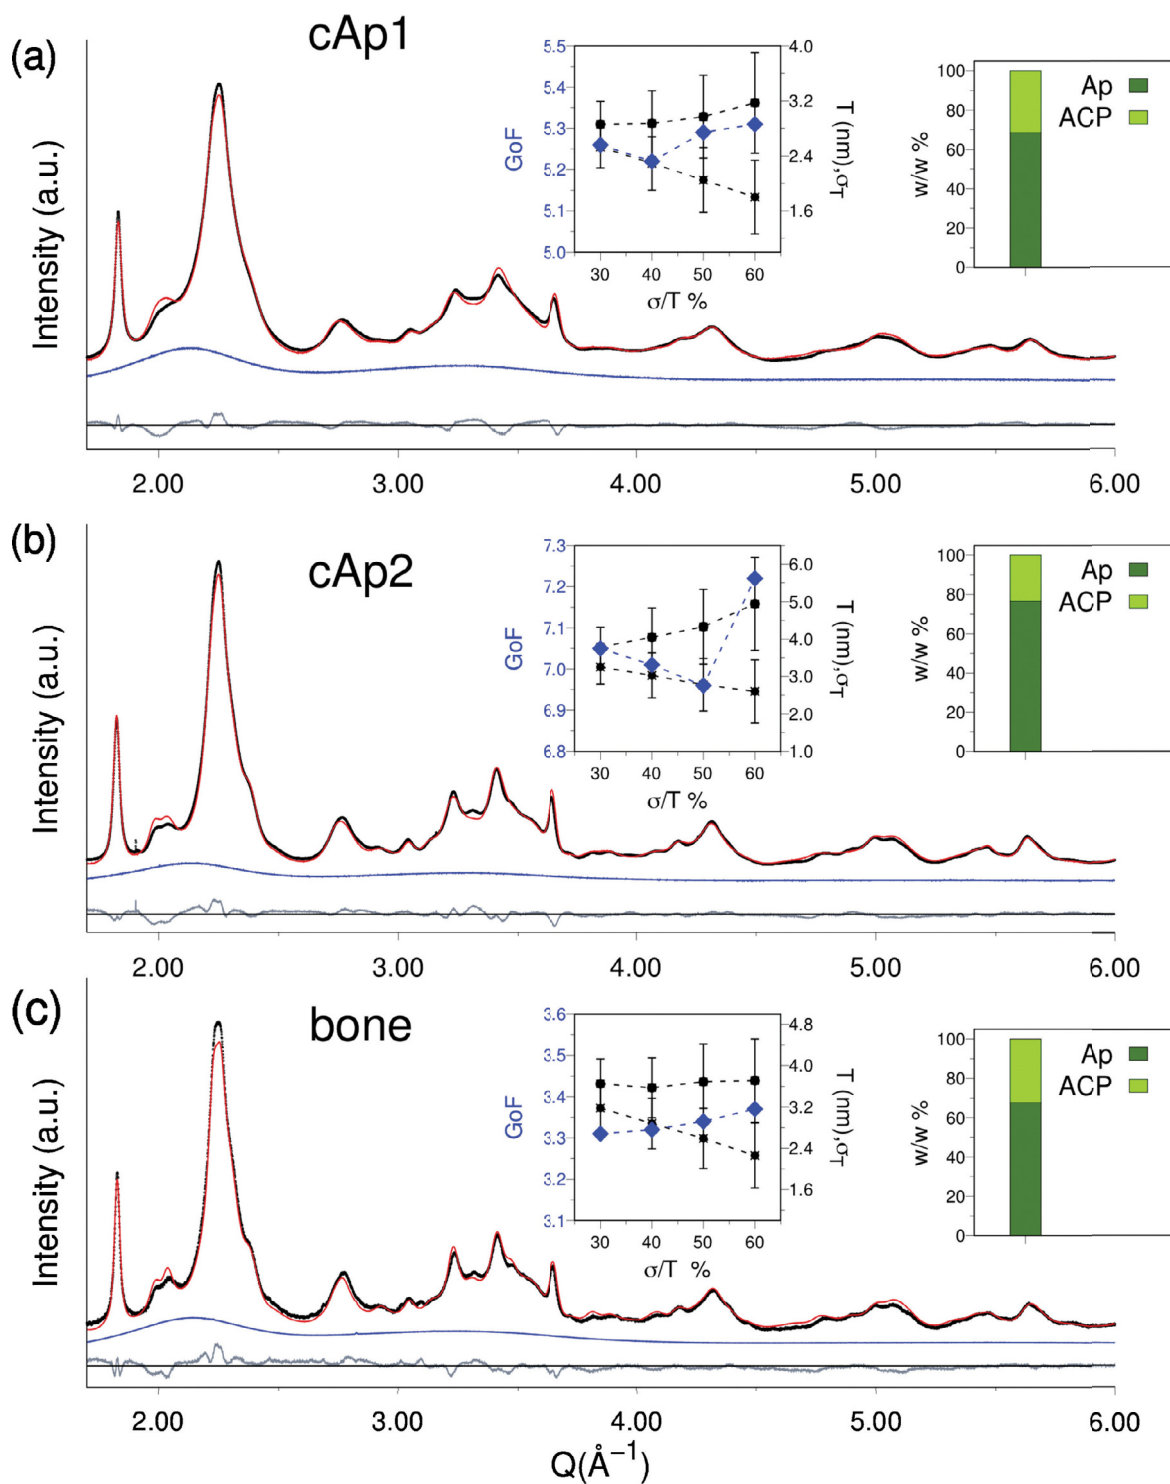 (a)
cAp1
Intensity (a.u.)
GoF
5.5
5.4
5.3
5.2
5.1
5.0
4.0
3.2
2.4
1.6
T (nm),σT
30 40 50 60
σ/T %
w/w %
100
80
60
40
20
0
Ap
ACP
2.00 3.00 4.00 5.00 6.00
(b)
cAp2
Intensity (a.u.)
GoF
7.3
7.2
7.1
7.0
6.9
6.8
6.0
5.0
4.0
3.0
2.0
1.0
T (nm),σT
30 40 50 60
σ/T %
w/w %
100
80
60
40
20
0
Ap
ACP
2.00 3.00 4.00 5.00 6.00
(c)
bone
Intensity (a.u.)
GoF
3.6
3.5
3.4
3.3
3.2
3.1
4.8
4.0
3.2
2.4
1.6
T (nm),σT
30 40 50 60
σ/T %
w/w %
100
80
60
40
20
0
Ap
ACP
2.00 3.00 4.00 5.00 6.00
Q(Å⁻¹)